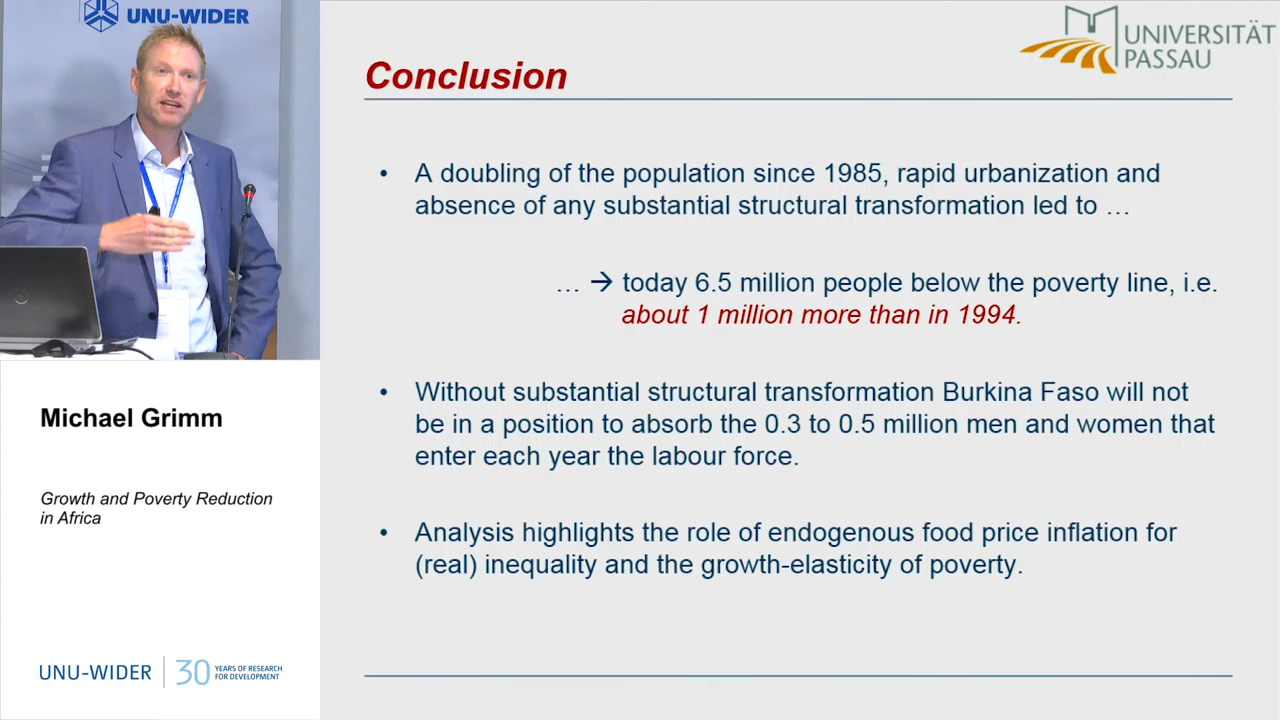 UNU-WIDER
UNIVERSITÄT
PASSAU
Conclusion
• A doubling of the population since 1985, rapid urbanization and
absence of any substantial structural transformation led to …
… → today 6.5 million people below the poverty line, i.e.
about 1 million more than in 1994.
• Without substantial structural transformation Burkina Faso will not
be in a position to absorb the 0.3 to 0.5 million men and women that
enter each year the labour force.
• Analysis highlights the role of endogenous food price inflation for
(real) inequality and the growth-elasticity of poverty.
Michael Grimm
Growth and Poverty Reduction
in Africa
UNU-WIDER
30 YEARS OF RESEARCH
FOR DEVELOPMENT